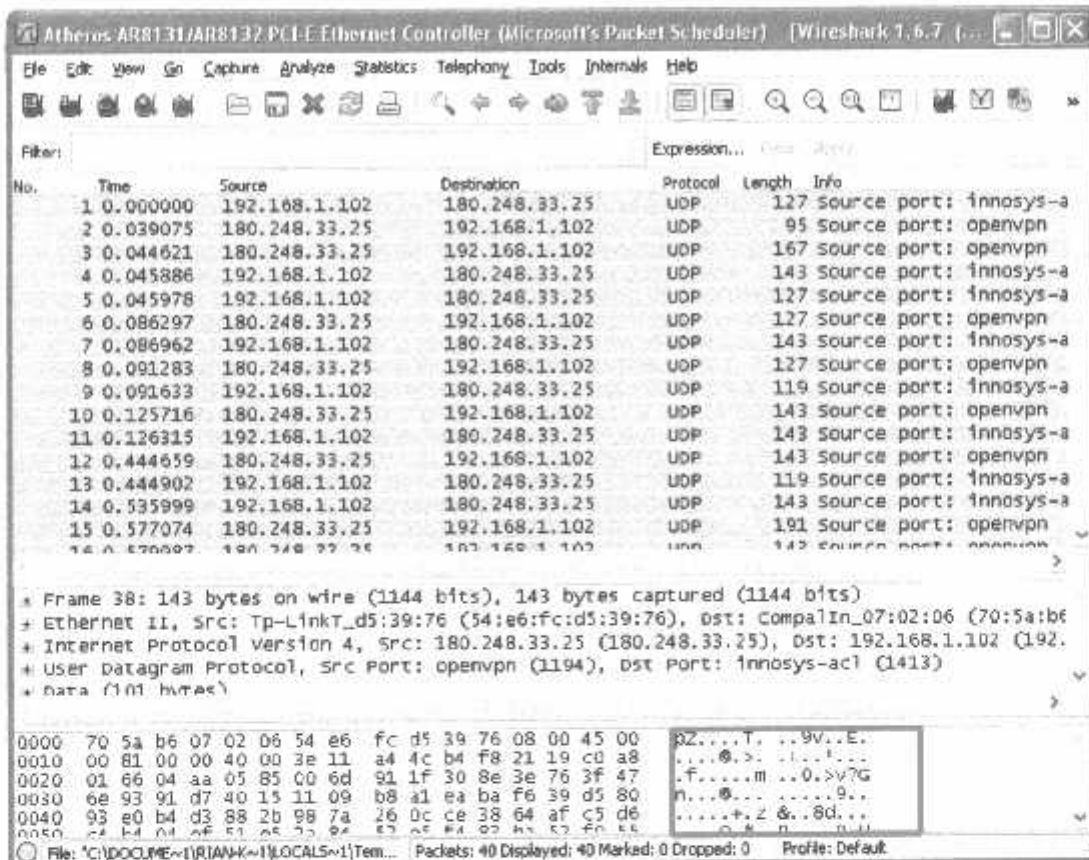 Atheros AR8131/AR8132 PCI-E Ethernet Controller (Microsoft's Packet Scheduler) [Wireshark 1.6.7 (...
File Edit View Go Capture Analyze Statistics Telephony Tools Internals Help
Filter: Expression... Clear Apply
No. Time Source Destination Protocol Length Info
1 0.000000 192.168.1.102 180.248.33.25 UDP 127 Source port: innosys-a
2 0.039075 180.248.33.25 192.168.1.102 UDP 95 Source port: openvpn
3 0.044621 180.248.33.25 192.168.1.102 UDP 167 Source port: openvpn
4 0.045886 192.168.1.102 180.248.33.25 UDP 143 Source port: innosys-a
5 0.045978 192.168.1.102 180.248.33.25 UDP 127 Source port: innosys-a
6 0.086297 180.248.33.25 192.168.1.102 UDP 127 Source port: openvpn
7 0.086962 192.168.1.102 180.248.33.25 UDP 143 Source port: innosys-a
8 0.091283 180.248.33.25 192.168.1.102 UDP 127 Source port: openvpn
9 0.091633 192.168.1.102 180.248.33.25 UDP 119 Source port: innosys-a
10 0.125716 180.248.33.25 192.168.1.102 UDP 143 Source port: openvpn
11 0.126315 192.168.1.102 180.248.33.25 UDP 143 Source port: innosys-a
12 0.444659 180.248.33.25 192.168.1.102 UDP 143 Source port: openvpn
13 0.444902 192.168.1.102 180.248.33.25 UDP 119 Source port: innosys-a
14 0.535999 192.168.1.102 180.248.33.25 UDP 143 Source port: innosys-a
15 0.577074 180.248.33.25 192.168.1.102 UDP 191 Source port: openvpn
180.248.33.25 192.168.1.102 UDP 143 Source port: openvpn
+ Frame 38: 143 bytes on wire (1144 bits), 143 bytes captured (1144 bits)
+ Ethernet II, Src: Tp-LinkT_d5:39:76 (54:e6:fc:d5:39:76), Dst: CompalIn_07:02:06 (70:5a:b6
+ Internet Protocol Version 4, Src: 180.248.33.25 (180.248.33.25), Dst: 192.168.1.102 (192.
+ User Datagram Protocol, Src Port: openvpn (1194), Dst Port: innosys-acl (1413)
+ Data (101 bytes)
0000 70 5a b6 07 02 06 54 e6 fc d5 39 76 08 00 45 00 pZ....T. ..9v..E.
0010 00 81 00 00 40 00 3e 11 a4 4c b4 f8 21 19 c0 a8 ....@.>. .L..!...
0020 01 66 04 aa 05 85 00 6d 91 1f 30 8e 3e 76 3f 47 .f.....m ..0.>v?G
0030 6e 93 91 d7 40 15 11 09 b8 a1 ea ba f6 39 d5 80 n...@... .....9..
0040 93 e0 b4 d3 88 2b 98 7a 26 0c ce 38 64 af c5 d6 .....+.z &..8d...
0050
File: "C:\DOCUME~1\RIAN-K~1\LOCALS~1\Tem... Packets: 40 Displayed: 40 Marked: 0 Dropped: 0 Profile: Default